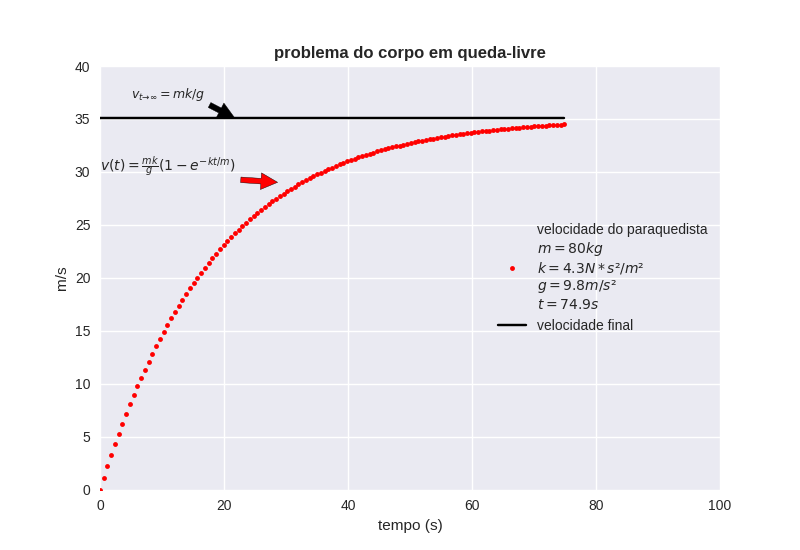 problema do corpo em queda-livre
40
35
30
25
20
15
10
5
0
m/s
v_{t→∞} = mk/g
v(t) = \frac{mk}{g}(1 − e^{−kt/m})
velocidade do paraquedista
m = 80kg
k = 4.3N * s²/m²
g = 9.8m/s²
t = 74.9s
velocidade final
0 20 40 60 80 100
tempo (s)